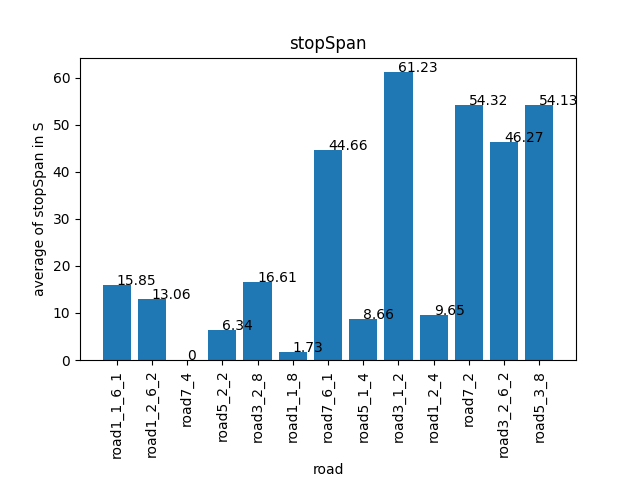 stopSpan
average of stopSpan in S
60
50
40
30
20
10
0
15.85
13.06
0
6.34
16.61
1.73
44.66
8.66
61.23
9.65
54.32
46.27
54.13
road1_1_6_1
road1_2_6_2
road7_4
road5_2_2
road3_2_8
road1_1_8
road7_6_1
road5_1_4
road3_1_2
road1_2_4
road7_2
road3_2_6_2
road5_3_8
road